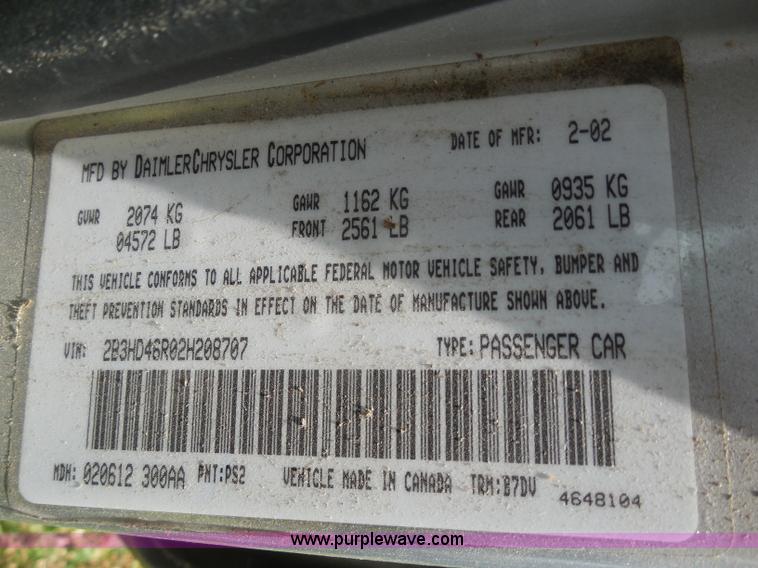 MFD BY DAIMLERCHRYSLER CORPORATION DATE OF MFR: 2-02
GVWR 2074 KG GAWR 1162 KG GAWR 0935 KG
04572 LB FRONT 2561 LB REAR 2061 LB
THIS VEHICLE CONFORMS TO ALL APPLICABLE FEDERAL MOTOR VEHICLE SAFETY, BUMPER AND
THEFT PREVENTION STANDARDS IN EFFECT ON THE DATE OF MANUFACTURE SHOWN ABOVE.
VIN: 2B3HD46R02H208707 TYPE: PASSENGER CAR
MDH: 020612 300AA PNT: PS2 VEHICLE MADE IN CANADA TRM: B7DV 4648104
www.purplewave.com